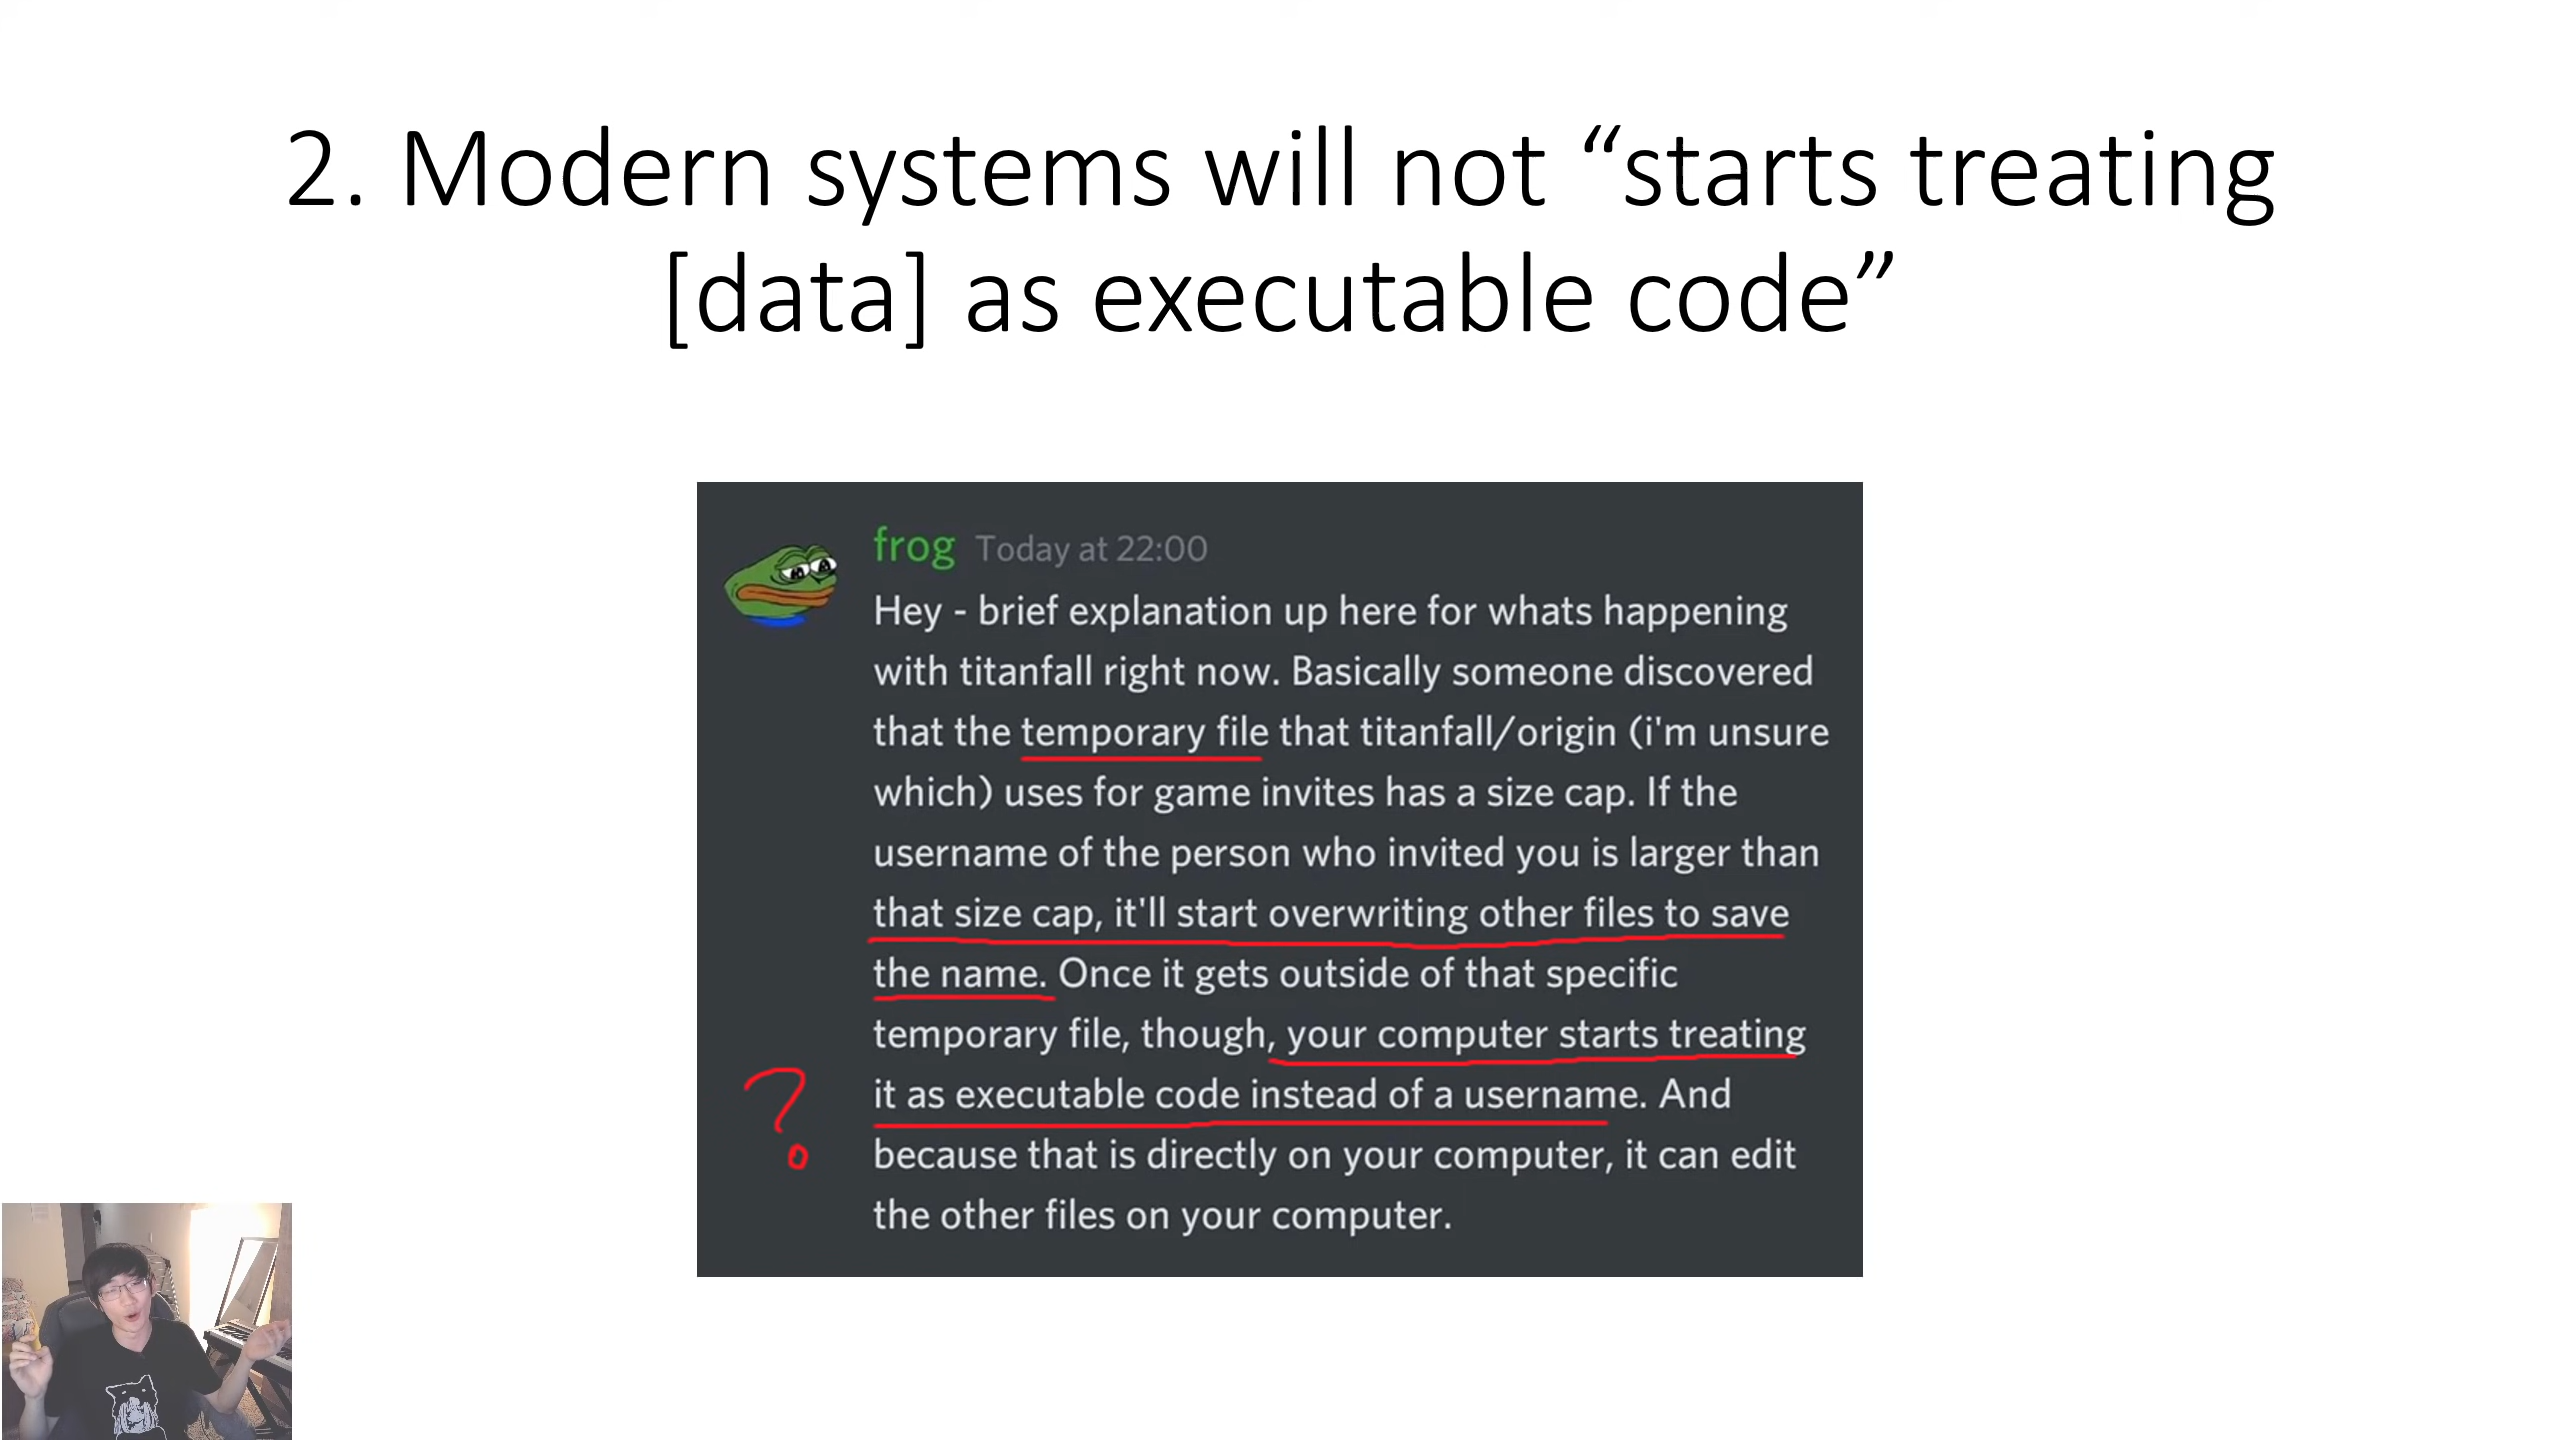 2. Modern systems will not “starts treating
[data] as executable code”
frog Today at 22:00
Hey - brief explanation up here for whats happening
with titanfall right now. Basically someone discovered
that the temporary file that titanfall/origin (i'm unsure
which) uses for game invites has a size cap. If the
username of the person who invited you is larger than
that size cap, it'll start overwriting other files to save
the name. Once it gets outside of that specific
temporary file, though, your computer starts treating
it as executable code instead of a username. And
because that is directly on your computer, it can edit
the other files on your computer.
?